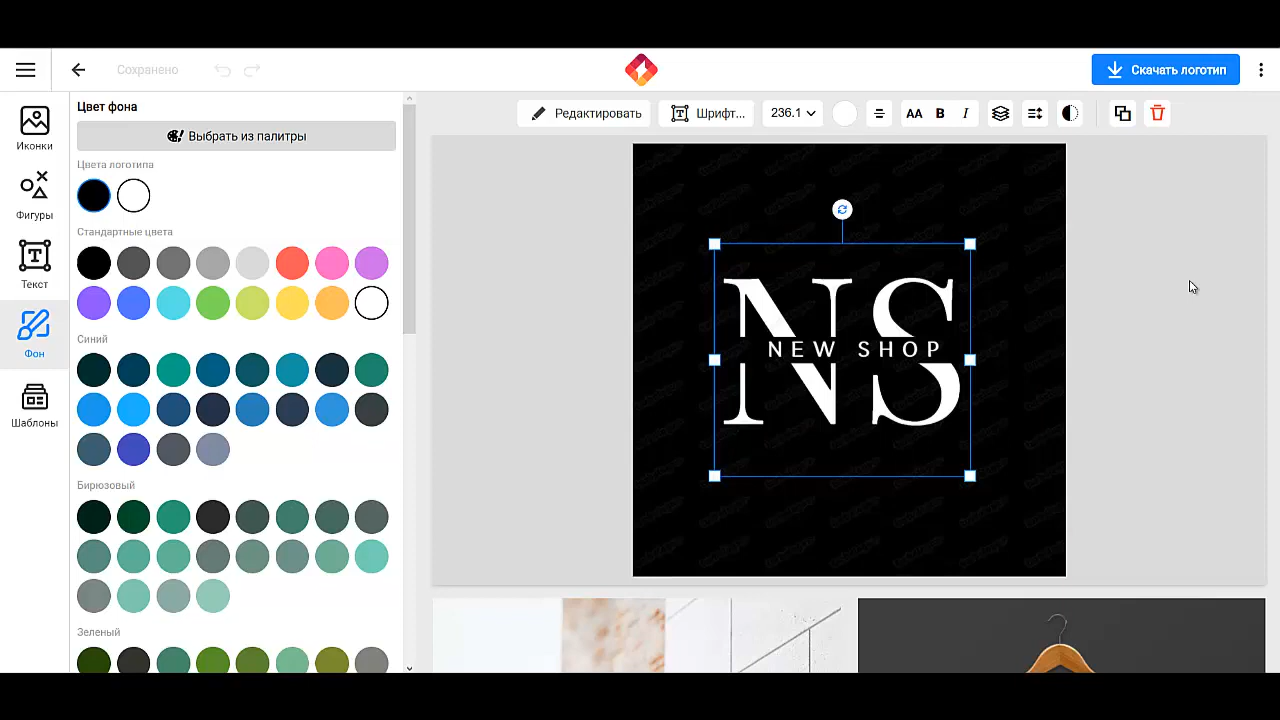 Сохранено
Скачать логотип
Цвет фона
Выбрать из палитры
Цвета логотипа
Стандартные цвета
Синий
Бирюзовый
Зеленый
Иконки
Фигуры
Текст
Фон
Шаблоны
Редактировать
Шрифт...
236.1
AA B I
NS
NEW SHOP